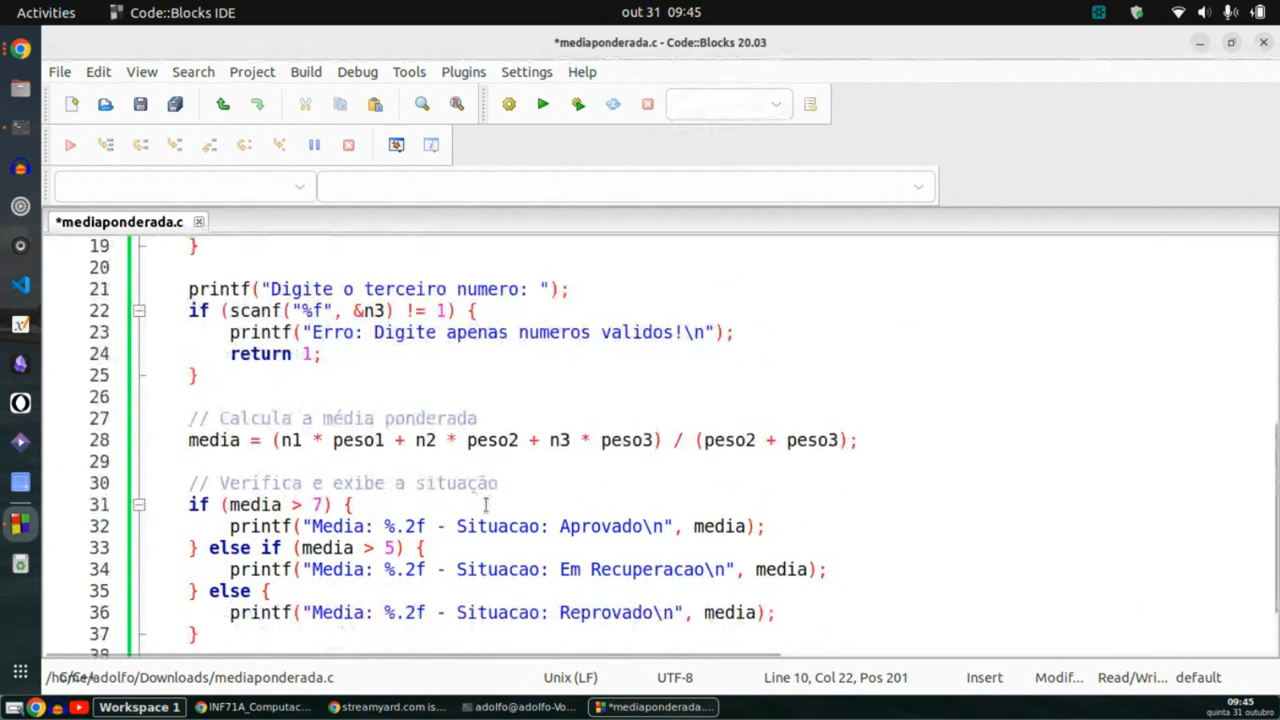 Activities Code::Blocks IDE out 31 09:45
*mediaponderada.c - Code::Blocks 20.03
File Edit View Search Project Build Debug Tools Plugins Settings Help
*mediaponderada.c
19 }
20
21 printf("Digite o terceiro numero: ");
22 if (scanf("%f", &n3) != 1) {
23 printf("Erro: Digite apenas numeros validos!\n");
24 return 1;
25 }
26
27 // Calcula a média ponderada
28 media = (n1 * peso1 + n2 * peso2 + n3 * peso3) / (peso2 + peso3);
29
30 // Verifica e exibe a situação
31 if (media > 7) {
32 printf("Media: %.2f - Situacao: Aprovado\n", media);
33 } else if (media > 5) {
34 printf("Media: %.2f - Situacao: Em Recuperacao\n", media);
35 } else {
36 printf("Media: %.2f - Situacao: Reprovado\n", media);
37 }
38
/adolfo/Downloads/mediaponderada.c Unix (LF) UTF-8 Line 10, Col 22, Pos 201 Insert Modif... Read/Wri... default
Workspace 1 INF71A_Computac... streamyard.com is... adolfo@adolfo-Vo... *mediaponderada.... 09:45
quinta 31 outubro